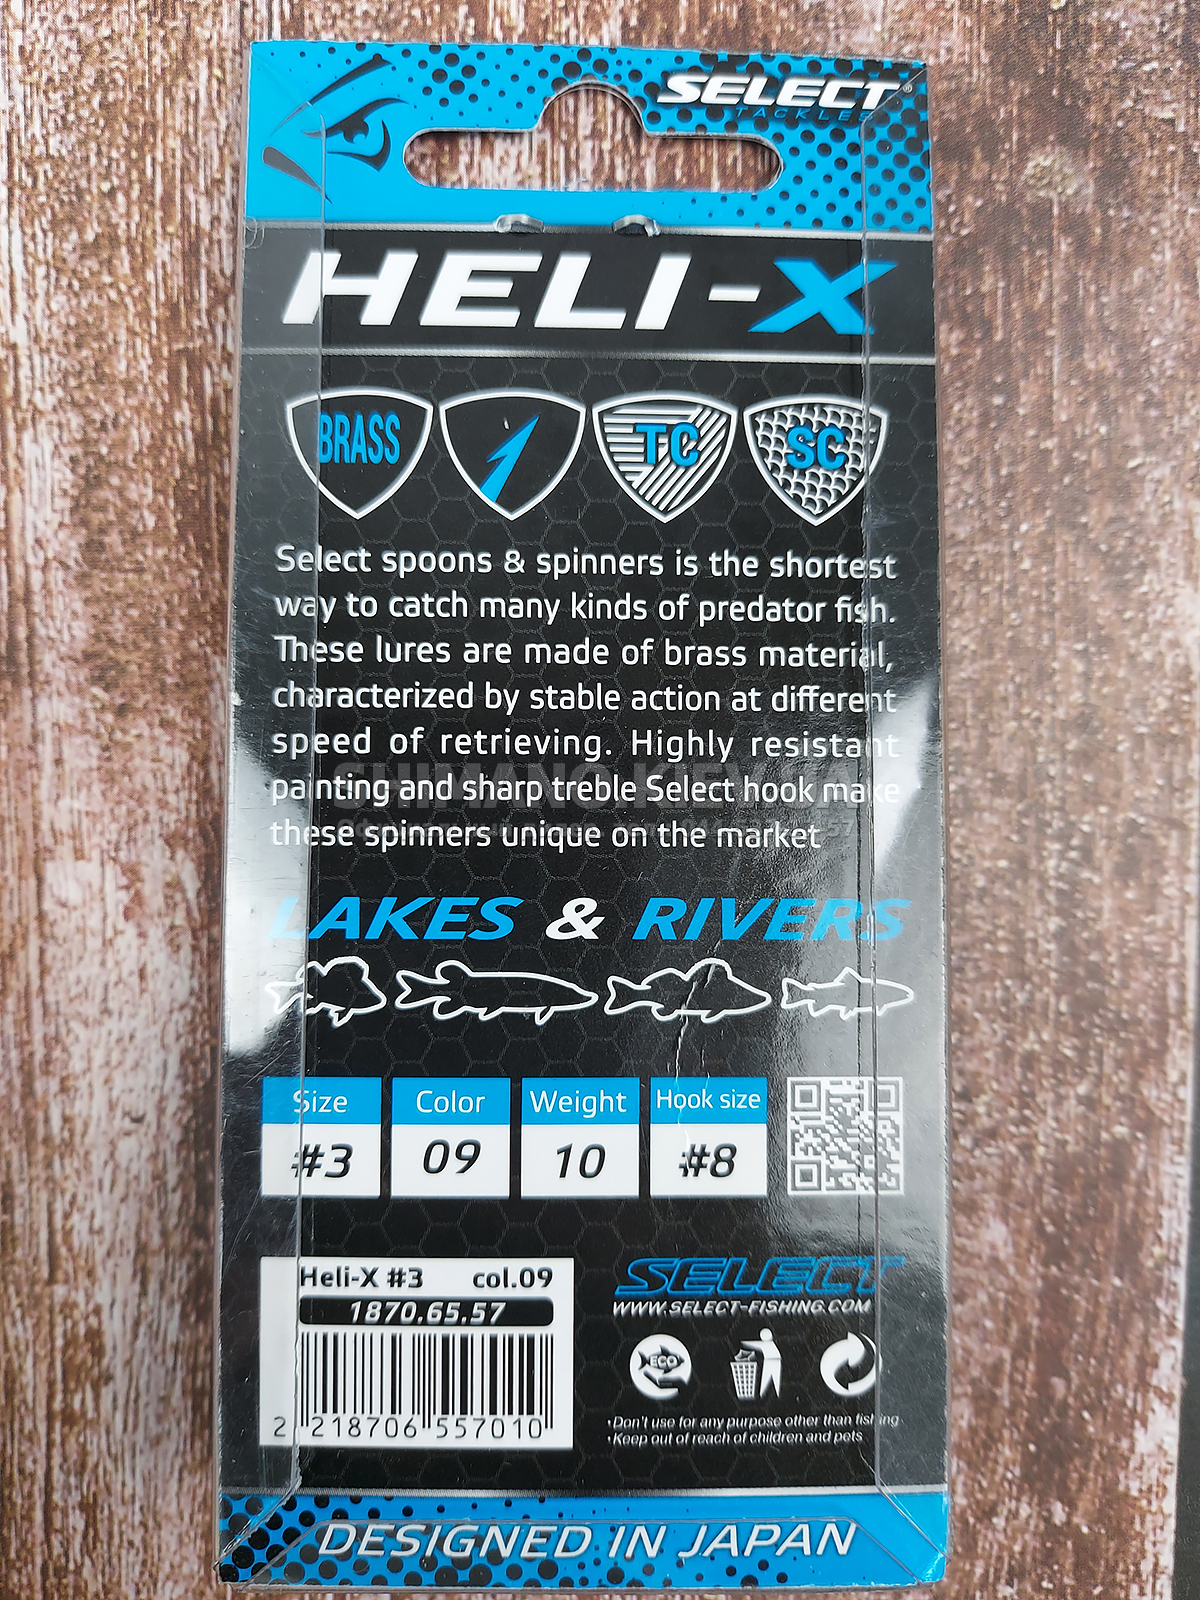 SELECT®
TACKLES
HELI-X
BRASS
TC
SC
Select spoons & spinners is the shortest
way to catch many kinds of predator fish.
These lures are made of brass material,
characterized by stable action at different
speed of retrieving. Highly resistant
painting and sharp treble Select hook make
these spinners unique on the market
LAKES & RIVERS
Size Color Weight Hook size
#3 09 10 #8
Heli-X #3 col.09
1870.65.57
2 218706 557010
SELECT
WWW.SELECT-FISHING.COM
ECO
•Don't use for any purpose other than fishing
•Keep out of reach of children and pets
DESIGNED IN JAPAN